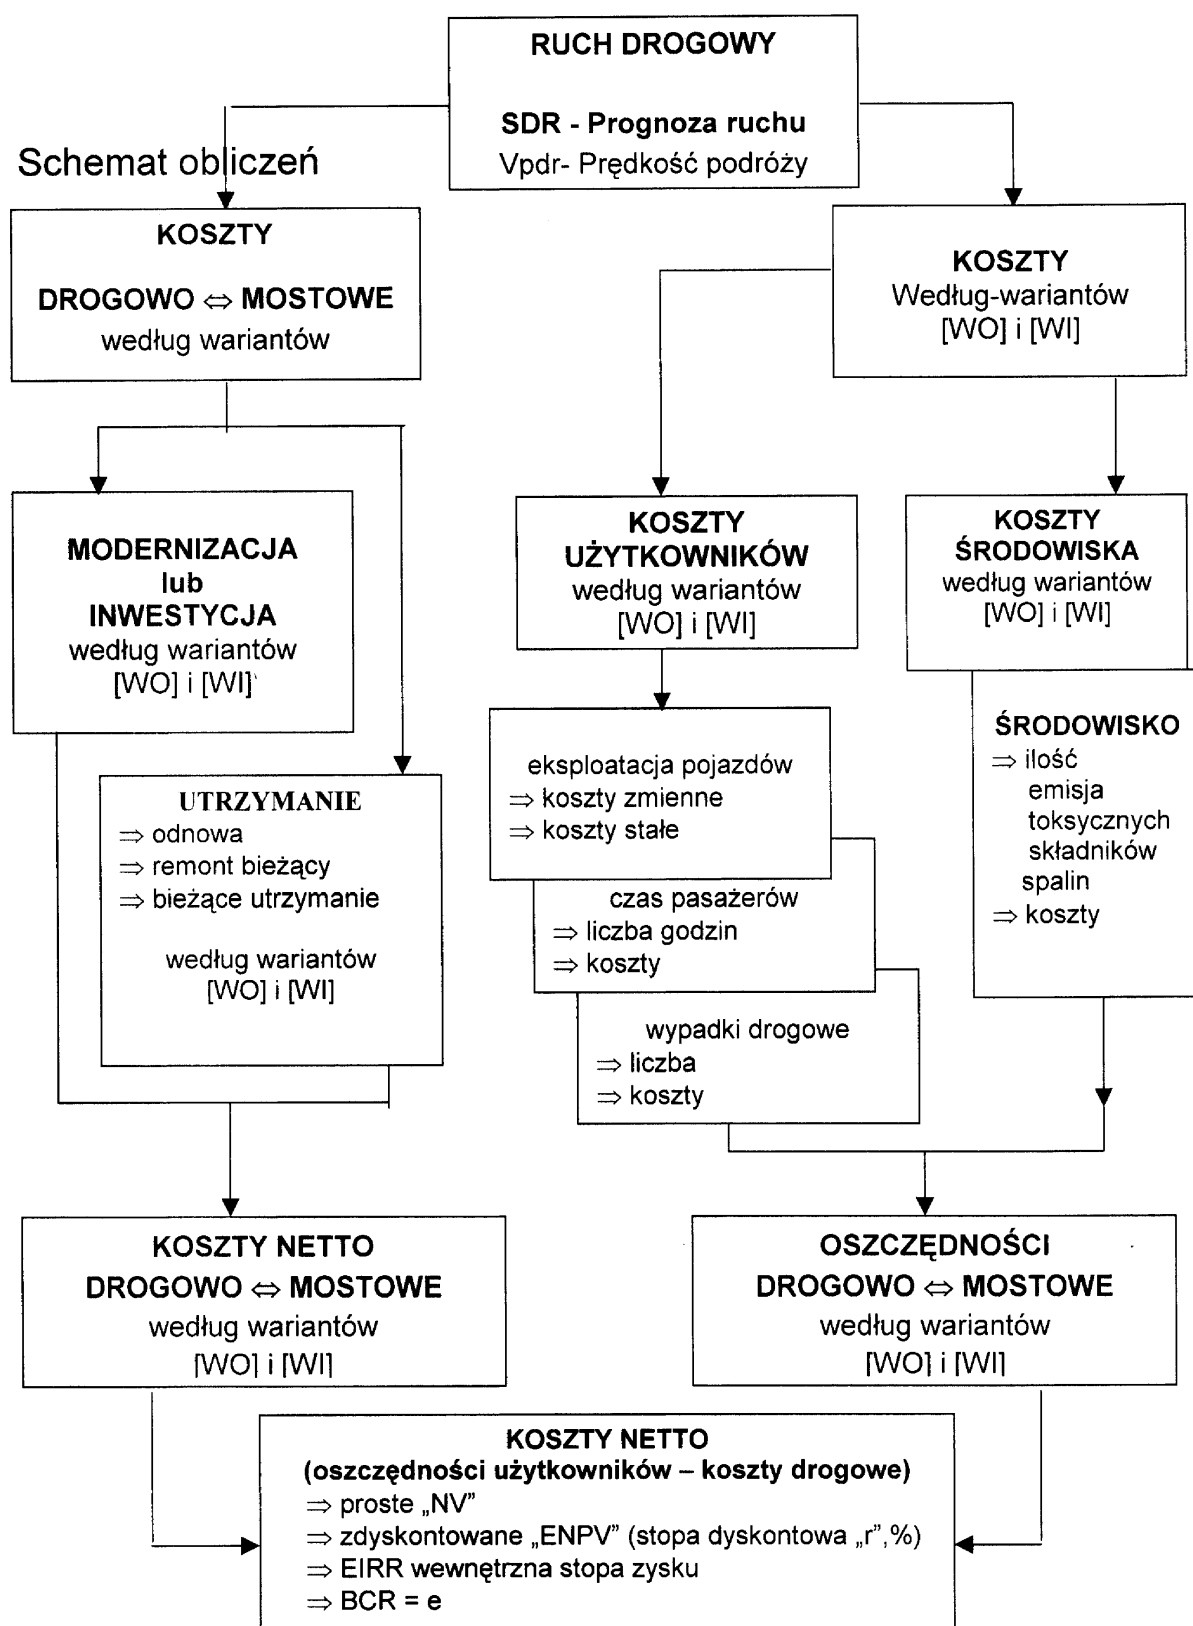 RUCH DROGOWY
SDR - Prognoza ruchu
Vpdr- Prędkość podróży
Schemat obliczeń
KOSZTY
DROGOWO ⇔ MOSTOWE
według wariantów
KOSZTY
Według-wariantów
[WO] i [WI]
MODERNIZACJA
lub
INWESTYCJA
według wariantów
[WO] i [WI]
KOSZTY
UŻYTKOWNIKÓW
według wariantów
[WO] i [WI]
KOSZTY
ŚRODOWISKA
według wariantów
[WO] i [WI]
UTRZYMANIE
⇒ odnowa
⇒ remont bieżący
⇒ bieżące utrzymanie
według wariantów
[WO] i [WI]
eksploatacja pojazdów
⇒ koszty zmienne
⇒ koszty stałe
czas pasażerów
⇒ liczba godzin
⇒ koszty
wypadki drogowe
⇒ liczba
⇒ koszty
ŚRODOWISKO
⇒ ilość
emisja
toksycznych
składników
spalin
⇒ koszty
KOSZTY NETTO
DROGOWO ⇔ MOSTOWE
według wariantów
[WO] i [WI]
OSZCZĘDNOŚCI
DROGOWO ⇔ MOSTOWE
według wariantów
[WO] i [WI]
KOSZTY NETTO
(oszczędności użytkowników – koszty drogowe)
⇒ proste „NV”
⇒ zdyskontowane „ENPV” (stopa dyskontowa „r”,%)
⇒ EIRR wewnętrzna stopa zysku
⇒ BCR = e